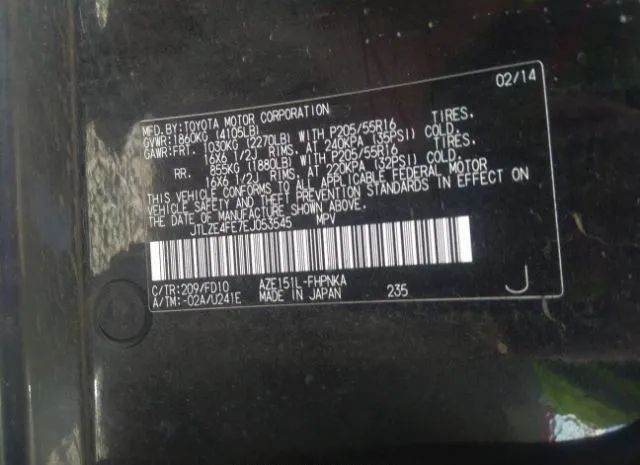 02/14
MFD.BY:TOYOTA MOTOR CORPORATION
GVWR:1860KG (4105LB)
GAWR:FRT. 1030KG (2270LB) WITH P205/55R16 TIRES,
16X6 1/2J RIMS, AT 240KPA (35PSI) COLD.
RR. 855KG (1880LB) WITH P205/55R16 TIRES,
16X6 1/2J RIMS, AT 220KPA (32PSI) COLD.
THIS VEHICLE CONFORMS TO ALL APPLICABLE FEDERAL MOTOR
VEHICLE SAFETY AND THEFT PREVENTION STANDARDS IN EFFECT ON
THE DATE OF MANUFACTURE SHOWN ABOVE.
JTLZE4FE7EJ053545 MPV
C/TR:209/FD10 AZE151L-FHPNKA
A/TM:-02A/U241E MADE IN JAPAN 235 J